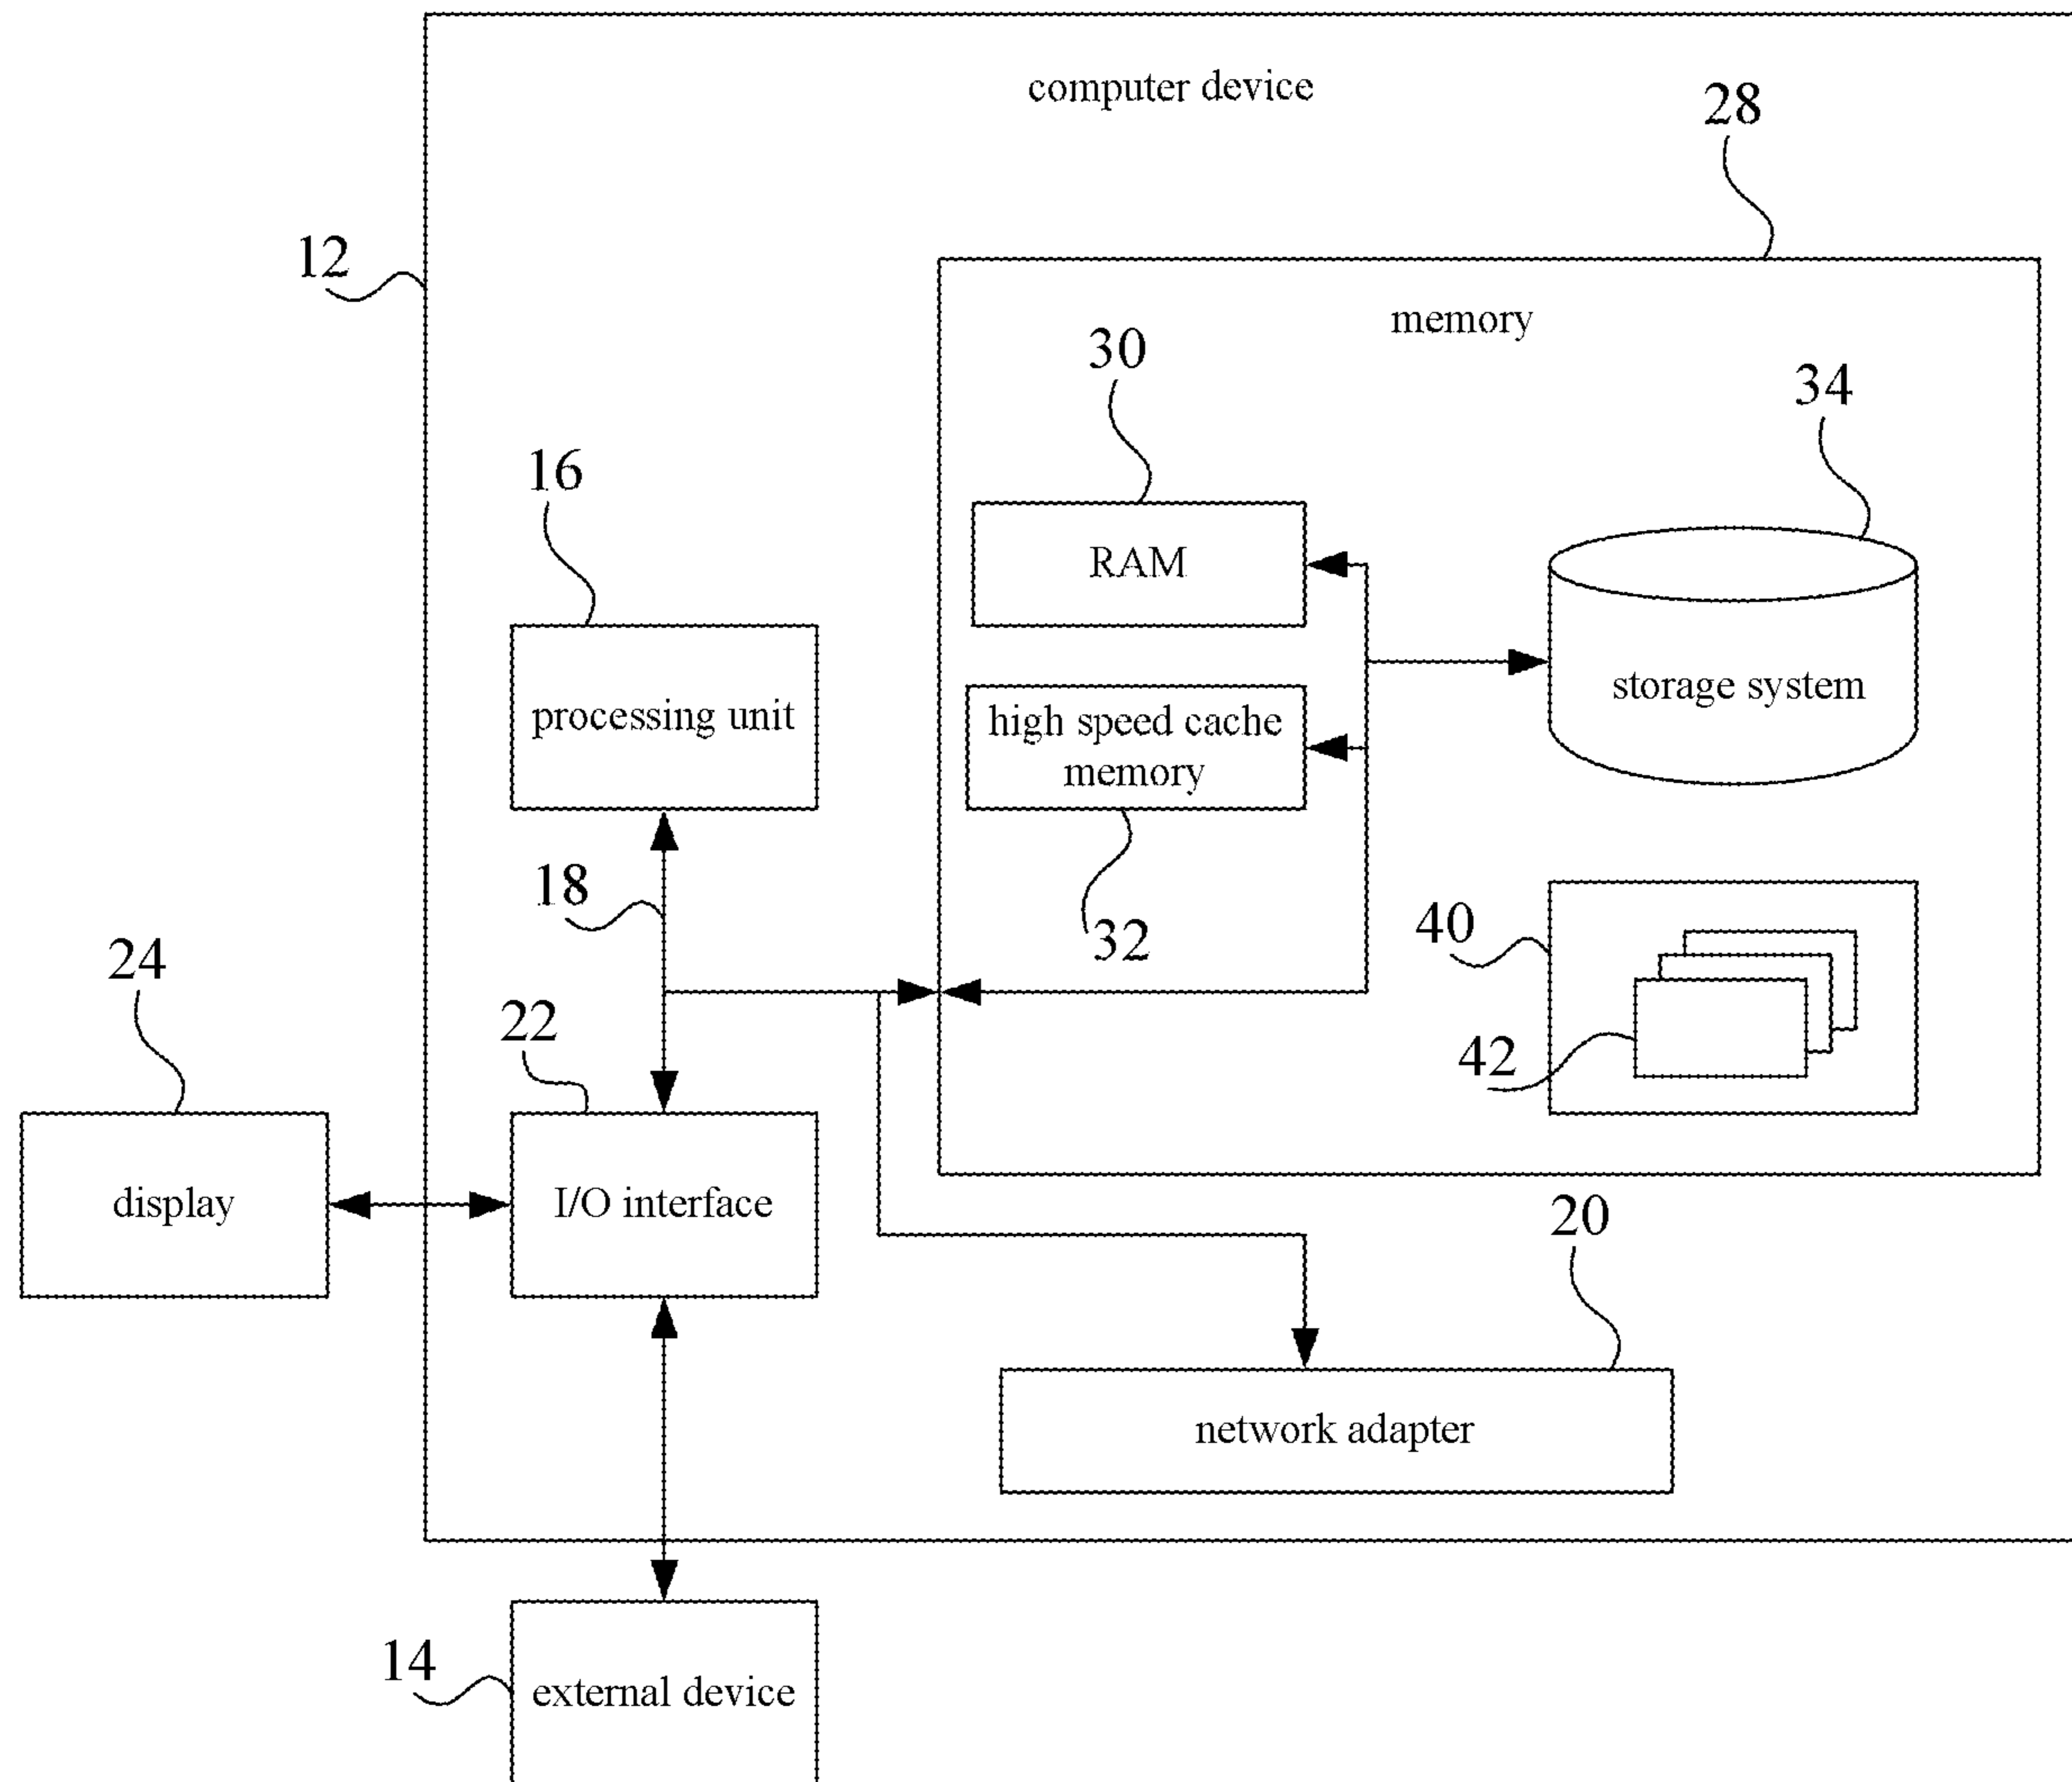 computer device
28
12
memory
30
34
16
RAM
storage system
processing unit
high speed cache
memory
18
32
40
24
22
42
display
I/O interface
20
network adapter
14
external device